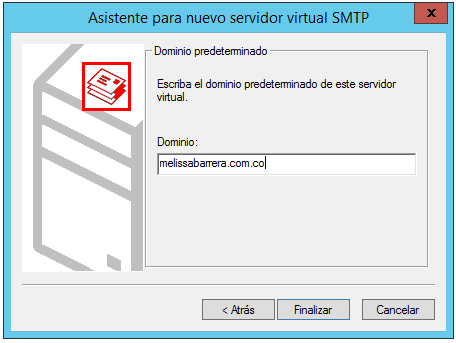 Asistente para nuevo servidor virtual SMTP
x
Dominio predeterminado
Escriba el dominio predeterminado de este servidor
virtual.
Dominio:
melissabarrera.com.co
< Atrás
Finalizar
Cancelar